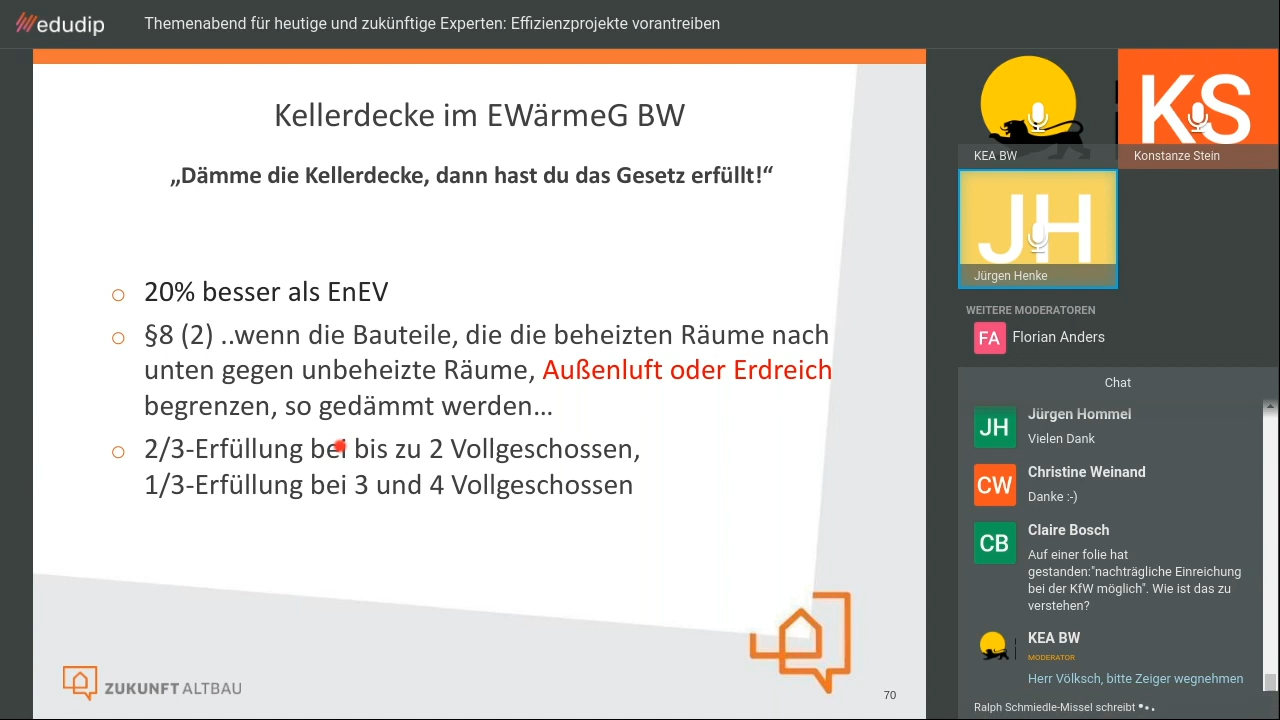 edudip
Themenabend für heutige und zukünftige Experten: Effizienzprojekte vorantreiben
Kellerdecke im EWärmeG BW
„Dämme die Kellerdecke, dann hast du das Gesetz erfüllt!“
20% besser als EnEV
§8 (2) ..wenn die Bauteile, die die beheizten Räume nach
unten gegen unbeheizte Räume, Außenluft oder Erdreich
begrenzen, so gedämmt werden…
2/3-Erfüllung bei bis zu 2 Vollgeschossen,
1/3-Erfüllung bei 3 und 4 Vollgeschossen
ZUKUNFT ALTBAU
70
KEA BW
KS
Konstanze Stein
JH
Jürgen Henke
WEITERE MODERATOREN
FA
Florian Anders
Chat
JH
Jürgen Hommel
Vielen Dank
CW
Christine Weinand
Danke :-)
CB
Claire Bosch
Auf einer folie hat
gestanden:"nachträgliche Einreichung
bei der KfW möglich". Wie ist das zu
verstehen?
KEA BW
MODERATOR
Herr Völksch, bitte Zeiger wegnehmen
Ralph Schmiedle-Missel schreibt